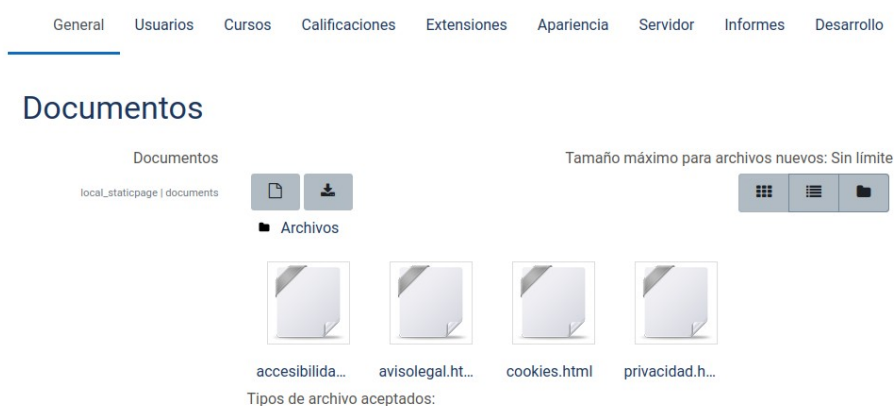 General Usuarios Cursos Calificaciones Extensiones Apariencia Servidor Informes Desarrollo
Documentos
Documentos
Tamaño máximo para archivos nuevos: Sin límite
local_staticpage | documents
Archivos
accesibilida... avisolegal.ht... cookies.html privacidad.h...
Tipos de archivo aceptados: